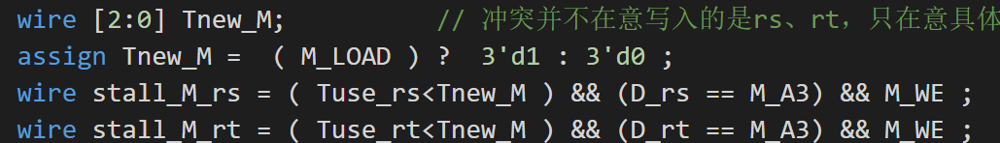 wire [2:0] Tnew_M;          // 冲突并不在意写入的是rs、rt，只在意具体
assign Tnew_M =  ( M_LOAD ) ?  3'd1 : 3'd0 ;
wire stall_M_rs = ( Tuse_rs<Tnew_M ) && (D_rs == M_A3) && M_WE ;
wire stall_M_rt = ( Tuse_rt<Tnew_M ) && (D_rt == M_A3) && M_WE ;